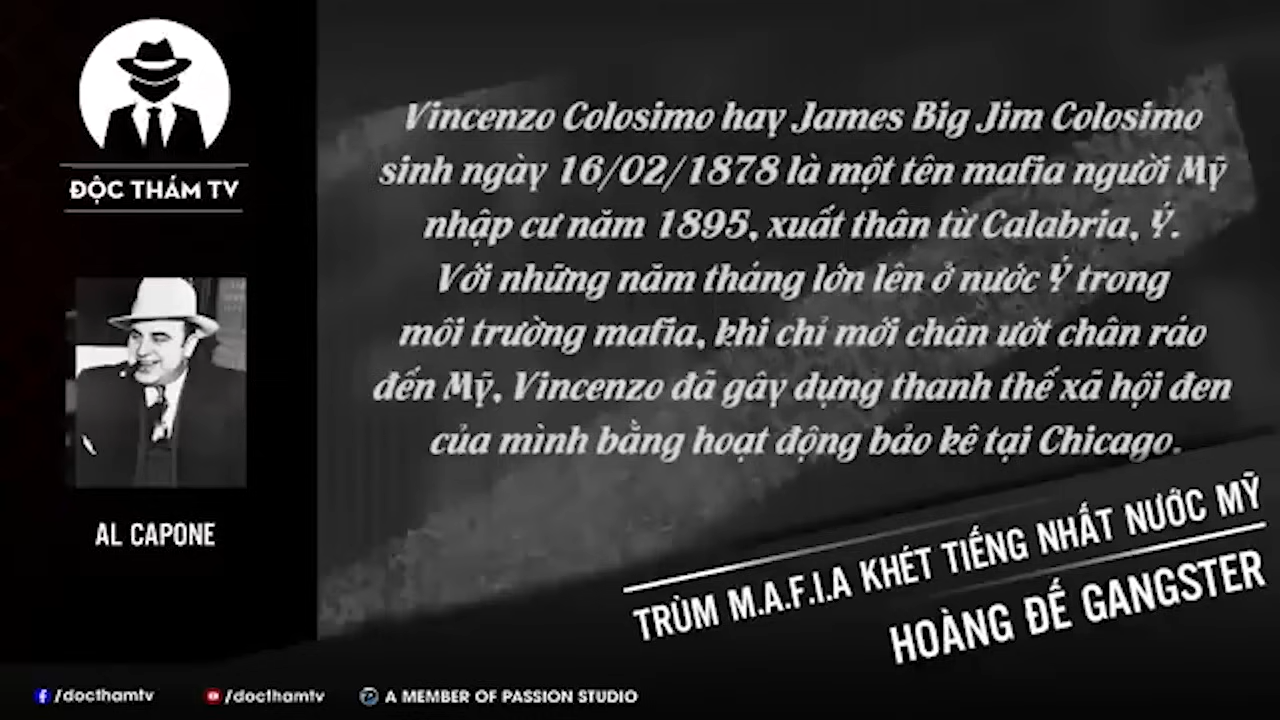 ĐỘC THÁM TV
AL CAPONE
Vincenzo Colosimo hay James Big Jim Colosimo
sinh ngày 16/02/1878 là một tên mafia người Mỹ
nhập cư năm 1895, xuất thân từ Calabria, Ý.
Với những năm tháng lớn lên ở nước Ý trong
môi trường mafia, khi chỉ mới chân ướt chân ráo
đến Mỹ, Vincenzo đã gây dựng thanh thế xã hội đen
của mình bằng hoạt động bảo kê tại Chicago.
TRÙM M.A.F.I.A KHÉT TIẾNG NHẤT NƯỚC MỸ
HOÀNG ĐẾ GANGSTER
/docthamtv
/docthamtv
A MEMBER OF PASSION STUDIO